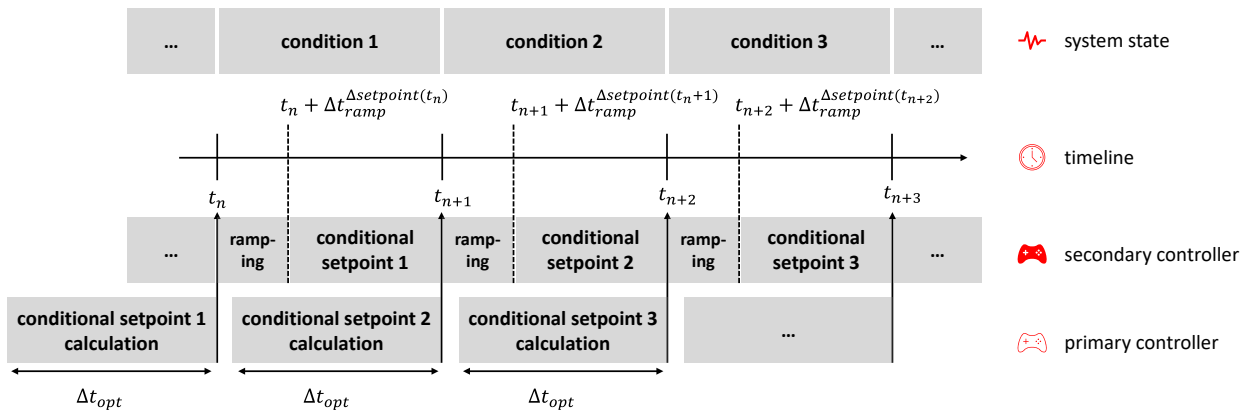 ... condition 1 condition 2 condition 3 ... system state
t_n + Δt_ramp^Δsetpoint(t_n) t_{n+1} + Δt_ramp^Δsetpoint(t_n+1) t_{n+2} + Δt_ramp^Δsetpoint(t_{n+2})
timeline
t_n t_{n+1} t_{n+2} t_{n+3}
... ramp- conditional ramp- conditional ramp- conditional ...
ing setpoint 1 ing setpoint 2 ing setpoint 3
secondary controller
conditional setpoint 1 conditional setpoint 2 conditional setpoint 3 ...
calculation calculation calculation
primary controller
Δt_opt Δt_opt Δt_opt